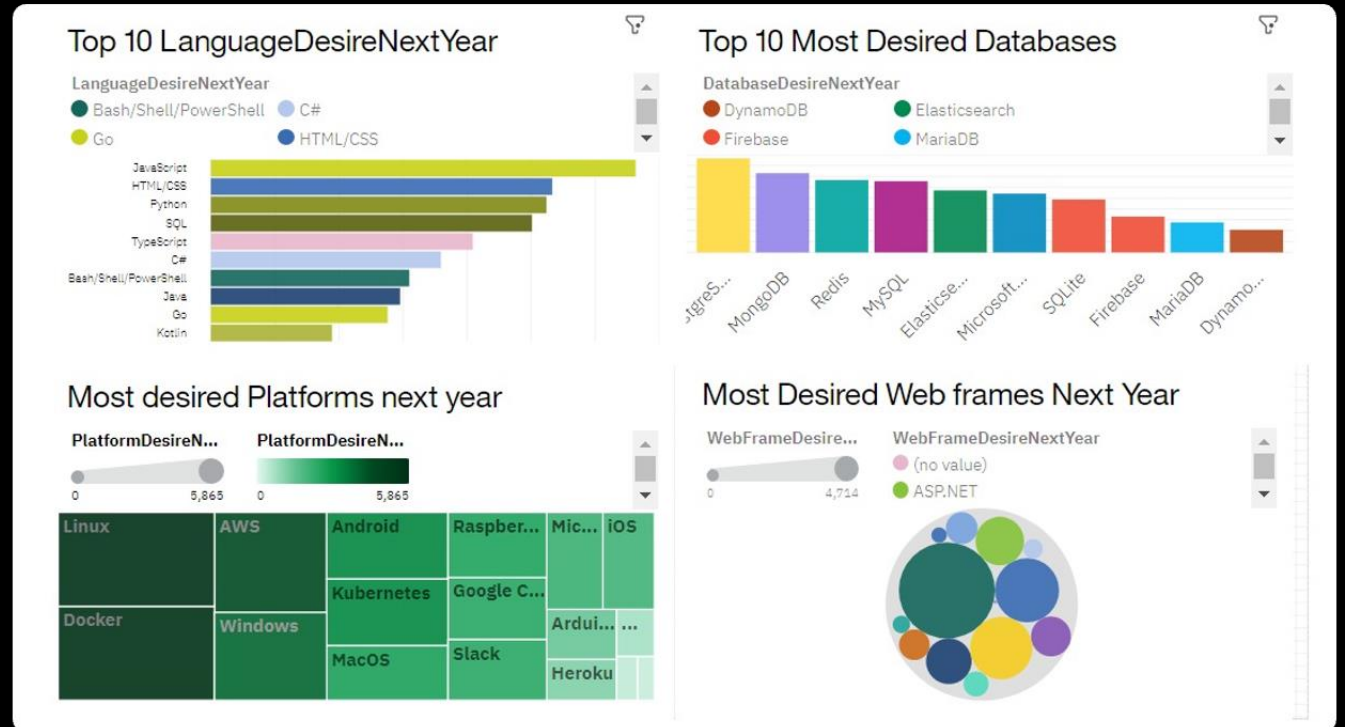 Top 10 LanguageDesireNextYear
LanguageDesireNextYear
Bash/Shell/PowerShell C#
Go HTML/CSS
JavaScript
HTML/CSS
Python
SQL
TypeScript
C#
Bash/Shell/PowerShell
Java
Go
Kotlin
Top 10 Most Desired Databases
DatabaseDesireNextYear
DynamoDB Elasticsearch
Firebase MariaDB
stgreS... MongoDB Redis MySQL Elasticse... Microsoft... SQLite Firebase MariaDB Dynamo...
Most desired Platforms next year
PlatformDesireN... PlatformDesireN...
0 5,865 0 5,865
Linux AWS Android Raspber... Mic... iOS
Kubernetes Google C...
Docker Windows Ardui... ...
MacOS Slack Heroku
Most Desired Web frames Next Year
WebFrameDesire... WebFrameDesireNextYear
(no value)
0 4,714 ASP.NET